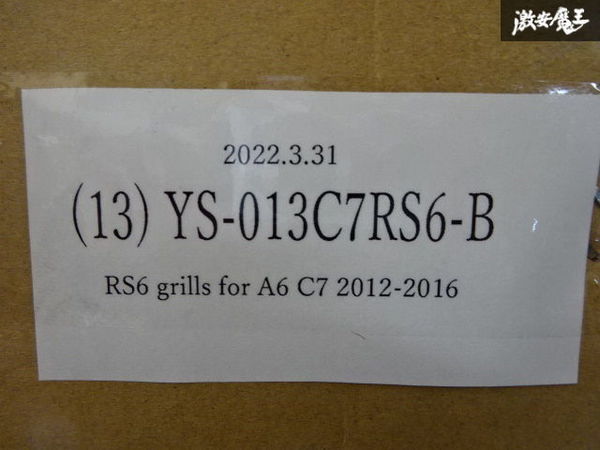 激安魔王
2022.3.31
(13) YS-013C7RS6-B
RS6 grills for A6 C7 2012-2016